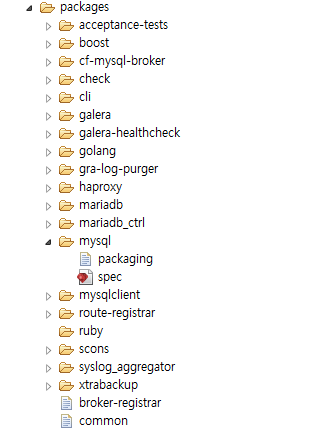 packages
acceptance-tests
boost
cf-mysql-broker
check
cli
galera
galera-healthcheck
golang
gra-log-purger
haproxy
mariadb
mariadb_ctrl
mysql
packaging
spec
mysqlclient
route-registrar
ruby
scons
syslog_aggregator
xtrabackup
broker-registrar
common